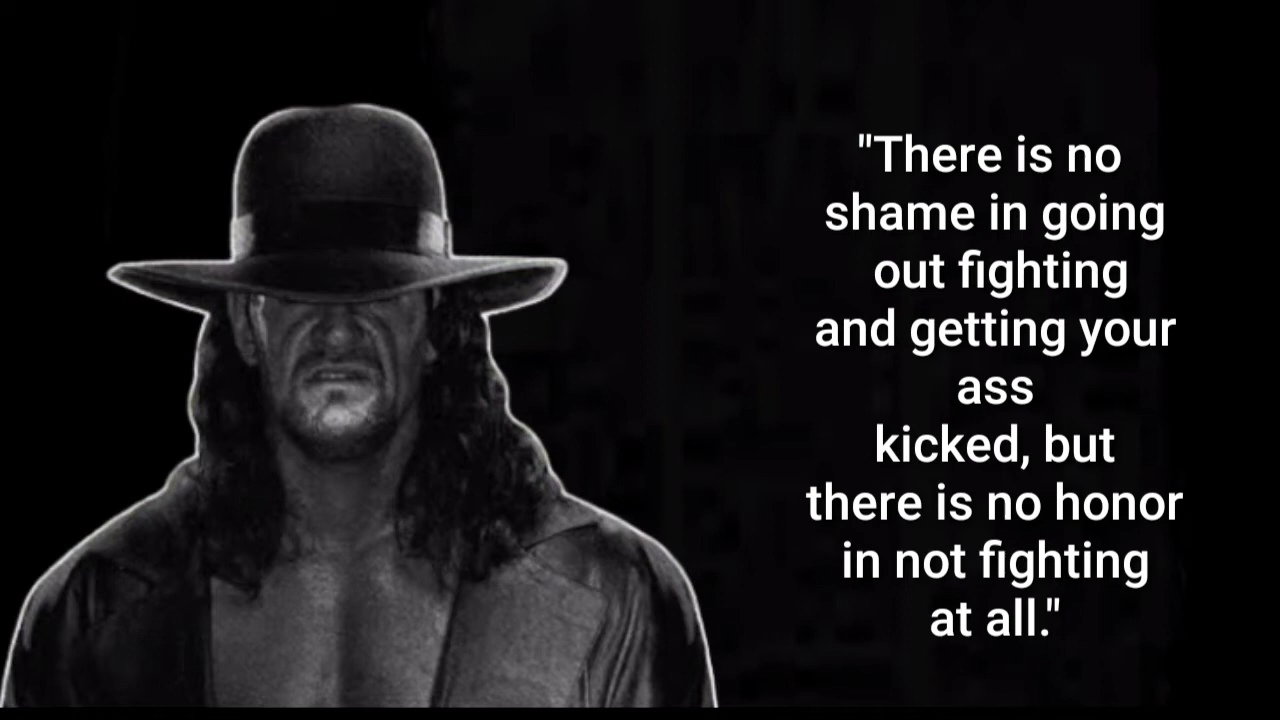 "There is no
shame in going
out fighting
and getting your
ass
kicked, but
there is no honor
in not fighting
at all."